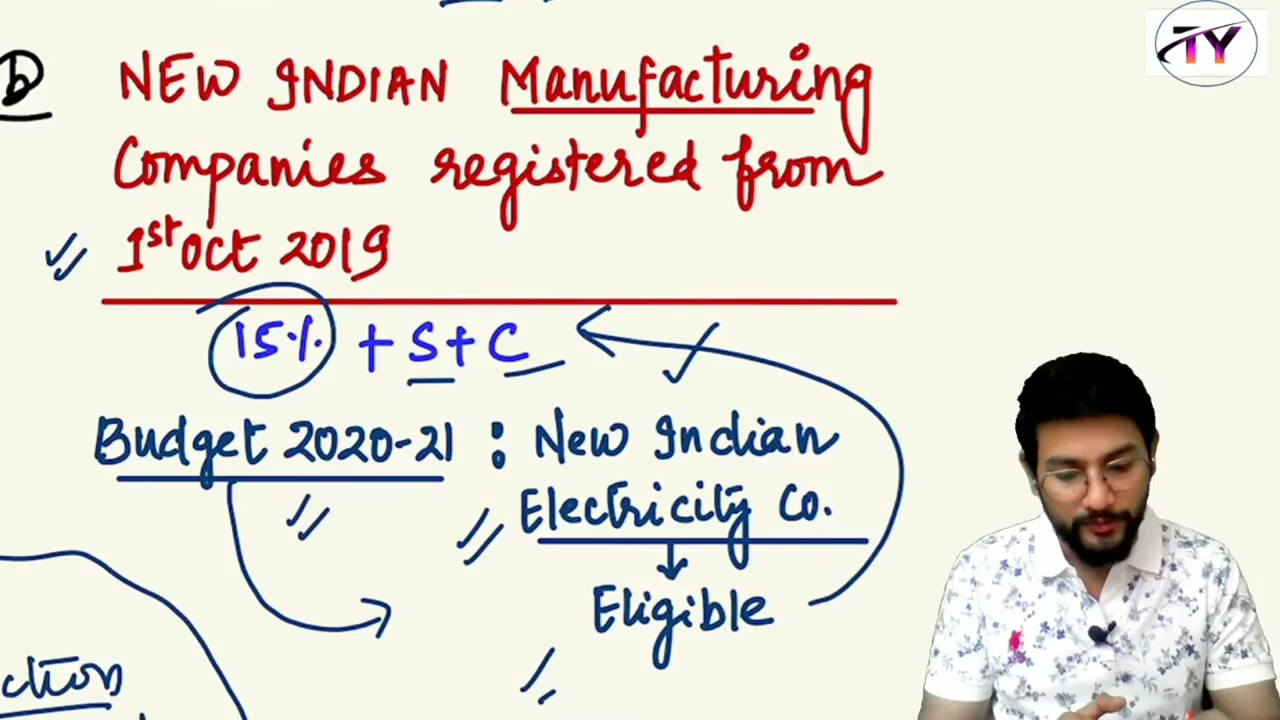 TY
b
NEW INDIAN Manufacturing
Companies registered from
1st Oct 2019
15% + S + C
Budget 2020-21 : New Indian
Electricity Co.
Eligible
ction